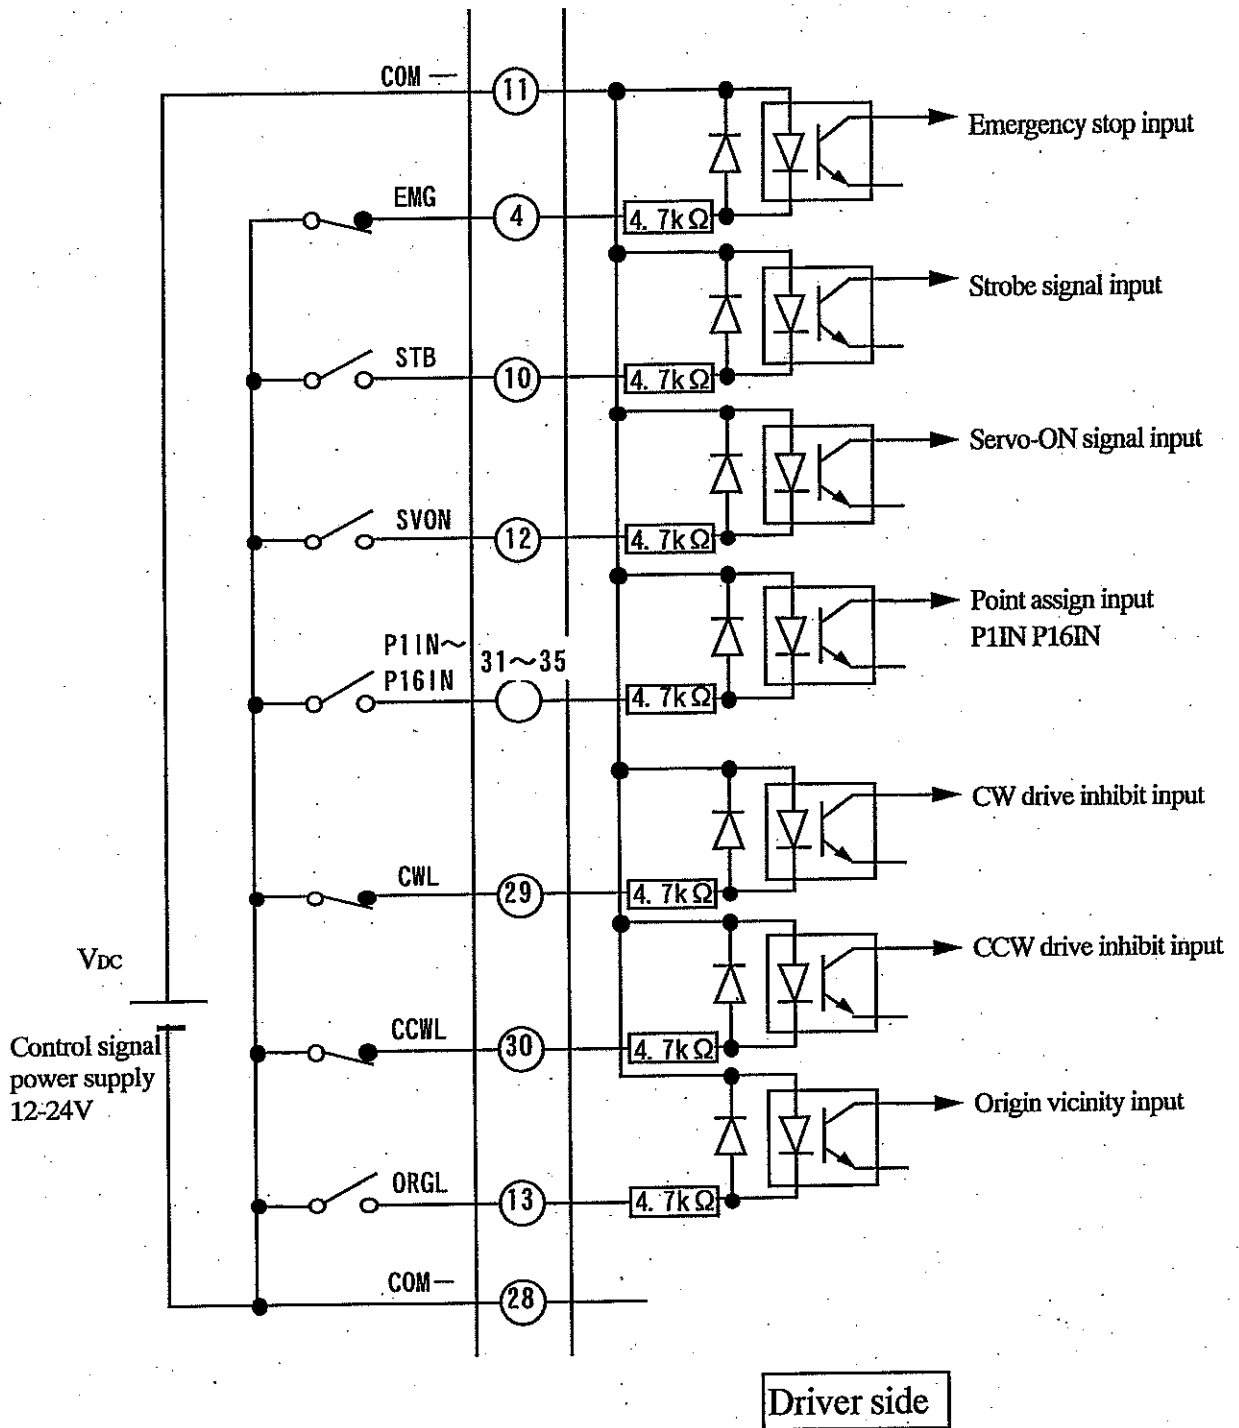 COM —
11
Emergency stop input
EMG
4
4. 7kΩ
Strobe signal input
STB
10
4. 7kΩ
Servo-ON signal input
SVON
12
4. 7kΩ
Point assign input
P1IN P16IN
P1IN~
P16IN
31~35
4. 7kΩ
CW drive inhibit input
CWL
29
4. 7kΩ
CCW drive inhibit input
VDC
CCWL
30
4. 7kΩ
Control signal
power supply
12-24V
Origin vicinity input
ORGL
13
4. 7kΩ
COM—
28
Driver side